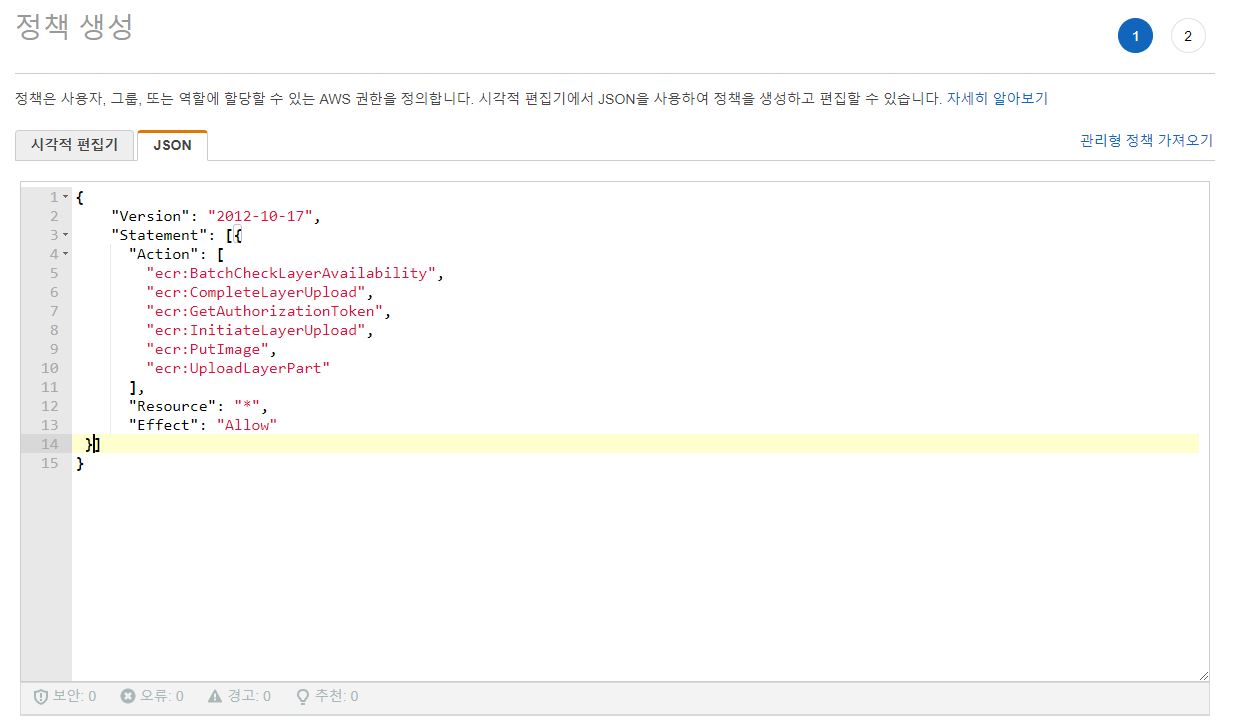 정책 생성
1 2
정책은 사용자, 그룹, 또는 역할에 할당할 수 있는 AWS 권한을 정의합니다. 시각적 편집기에서 JSON을 사용하여 정책을 생성하고 편집할 수 있습니다. 자세히 알아보기
시각적 편집기 JSON 관리형 정책 가져오기
1 {
2 "Version": "2012-10-17",
3 "Statement": [{
4 "Action": [
5 "ecr:BatchCheckLayerAvailability",
6 "ecr:CompleteLayerUpload",
7 "ecr:GetAuthorizationToken",
8 "ecr:InitiateLayerUpload",
9 "ecr:PutImage",
10 "ecr:UploadLayerPart"
11 ],
12 "Resource": "*",
13 "Effect": "Allow"
14 }]
15 }
보안: 0 오류: 0 경고: 0 추천: 0